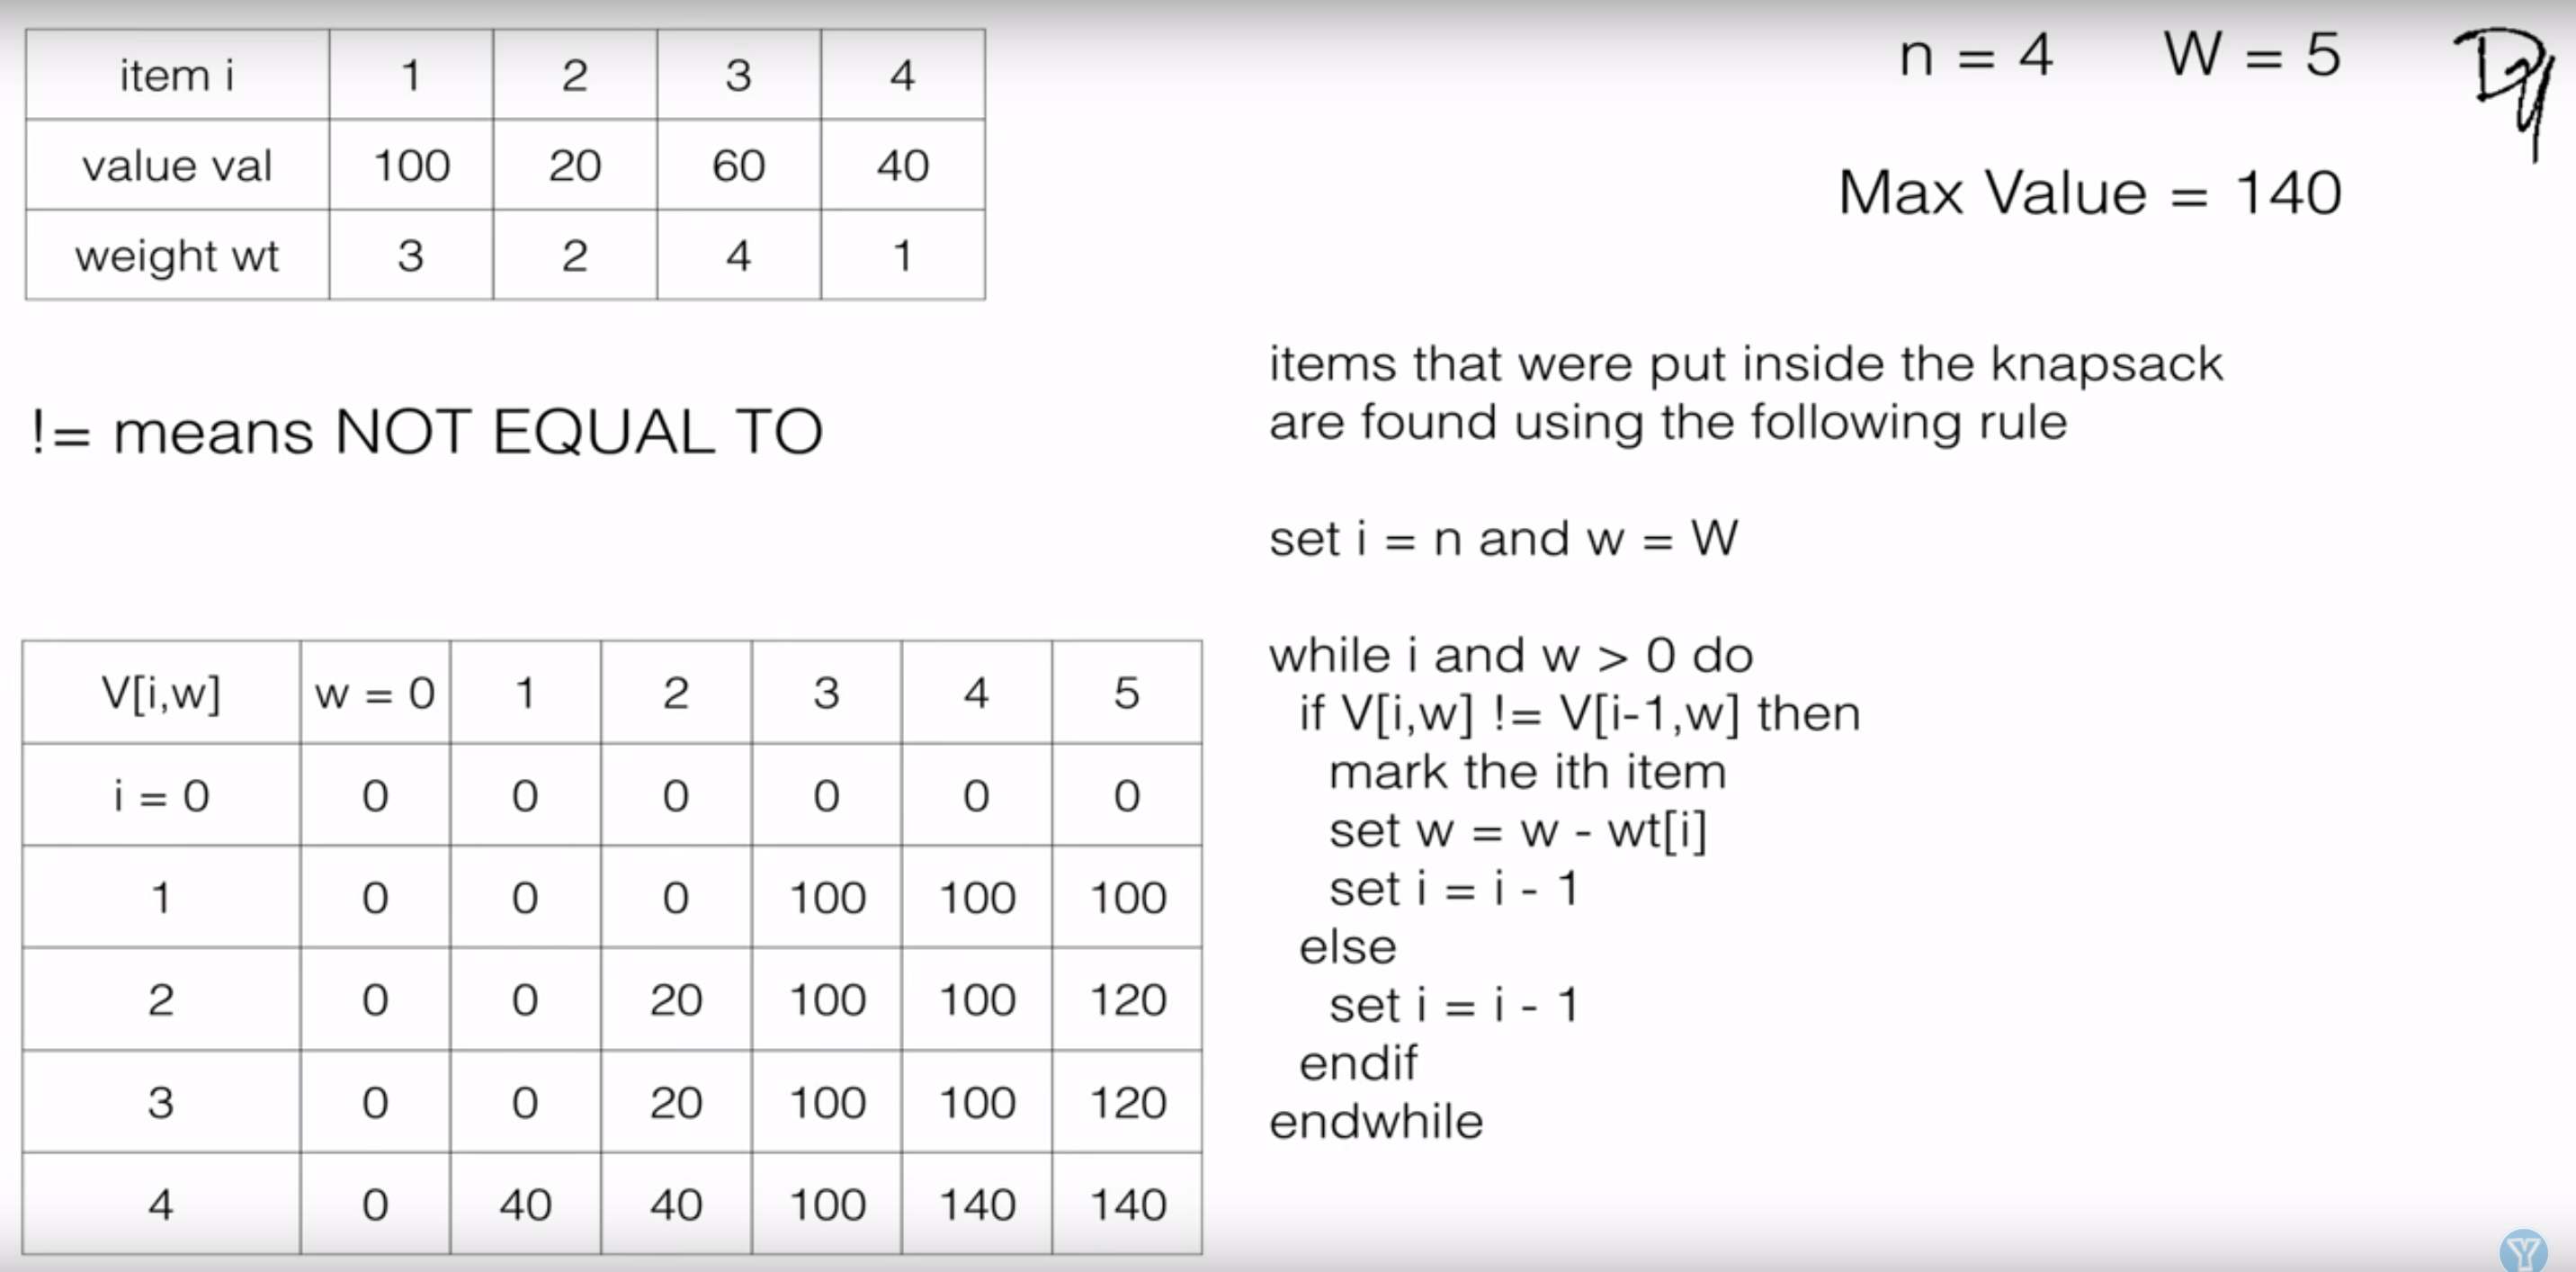 item i 1 2 3 4
value val 100 20 60 40
weight wt 3 2 4 1
n = 4 W = 5
Max Value = 140
!= means NOT EQUAL TO
items that were put inside the knapsack
are found using the following rule
set i = n and w = W
while i and w > 0 do
if V[i,w] != V[i-1,w] then
mark the ith item
set w = w - wt[i]
set i = i - 1
else
set i = i - 1
endif
endwhile
V[i,w] w = 0 1 2 3 4 5
i = 0 0 0 0 0 0 0
1 0 0 0 100 100 100
2 0 0 20 100 100 120
3 0 0 20 100 100 120
4 0 40 40 100 140 140